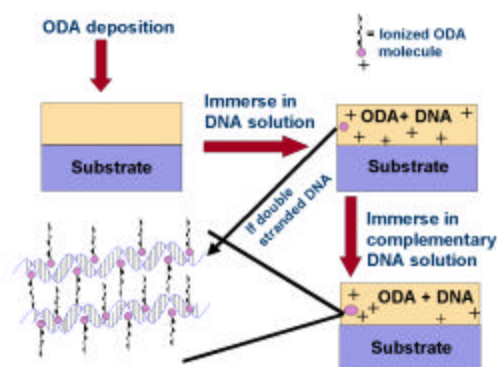 ODA deposition
= Ionized ODA
molecule
+
Immerse in
DNA solution
+ ODA+ DNA +
+ + + +
Substrate
Substrate
If double
stranded DNA
Immerse in
complementary
DNA solution
+
ODA + DNA
+ + + +
Substrate